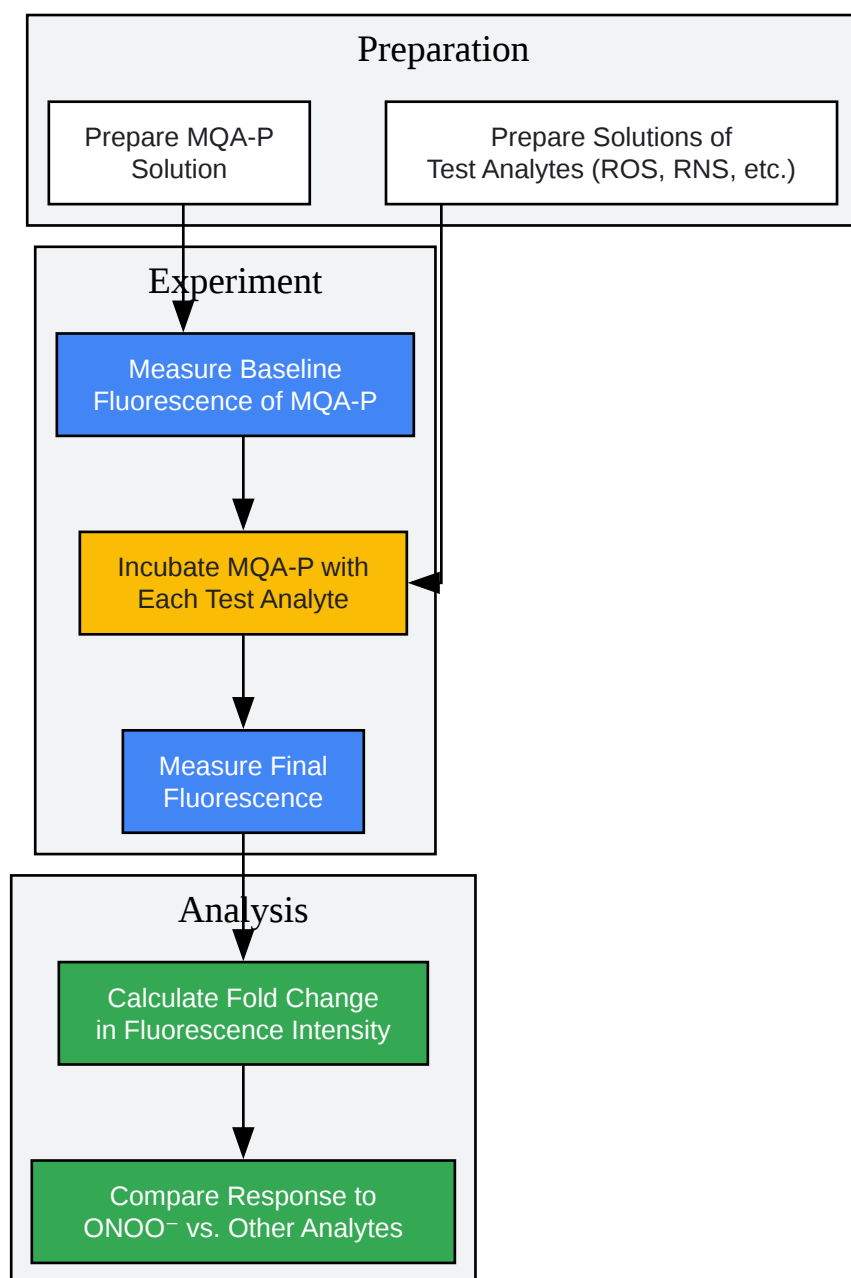 Preparation
Prepare MQA-P
Solution
Prepare Solutions of
Test Analytes (ROS, RNS, etc.)
Experiment
Measure Baseline
Fluorescence of MQA-P
Incubate MQA-P with
Each Test Analyte
Measure Final
Fluorescence
Analysis
Calculate Fold Change
in Fluorescence Intensity
Compare Response to
ONOO⁻ vs. Other Analytes